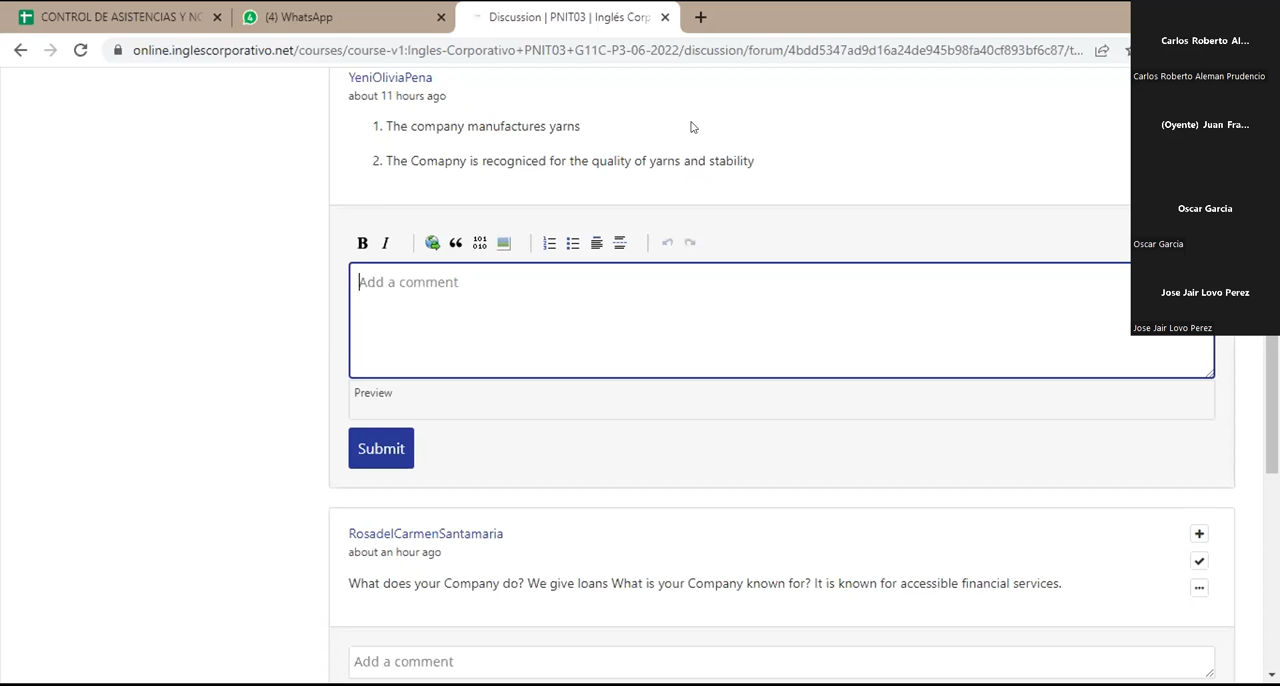 CONTROL DE ASISTENCIAS Y NO
(4) WhatsApp
Discussion | PNIT03 | Inglés Corp
online.inglescorporativo.net/courses/course-v1:Ingles-Corporativo+PNIT03+G11C-P3-06-2022/discussion/forum/4bdd5347ad9d16a24de945b98fa40cf893bf6c87/t...
Carlos Roberto Al...
Carlos Roberto Aleman Prudencio
(Oyente) Juan Fra...
Oscar Garcia
Oscar Garcia
Jose Jair Lovo Perez
Jose Jair Lovo Perez
YeniOliviaPena
about 11 hours ago
1. The company manufactures yarns
2. The Comapny is recogniced for the quality of yarns and stability
B I
101
010
Add a comment
Preview
Submit
RosadelCarmenSantamaria
about an hour ago
What does your Company do? We give loans What is your Company known for? It is known for accessible financial services.
Add a comment